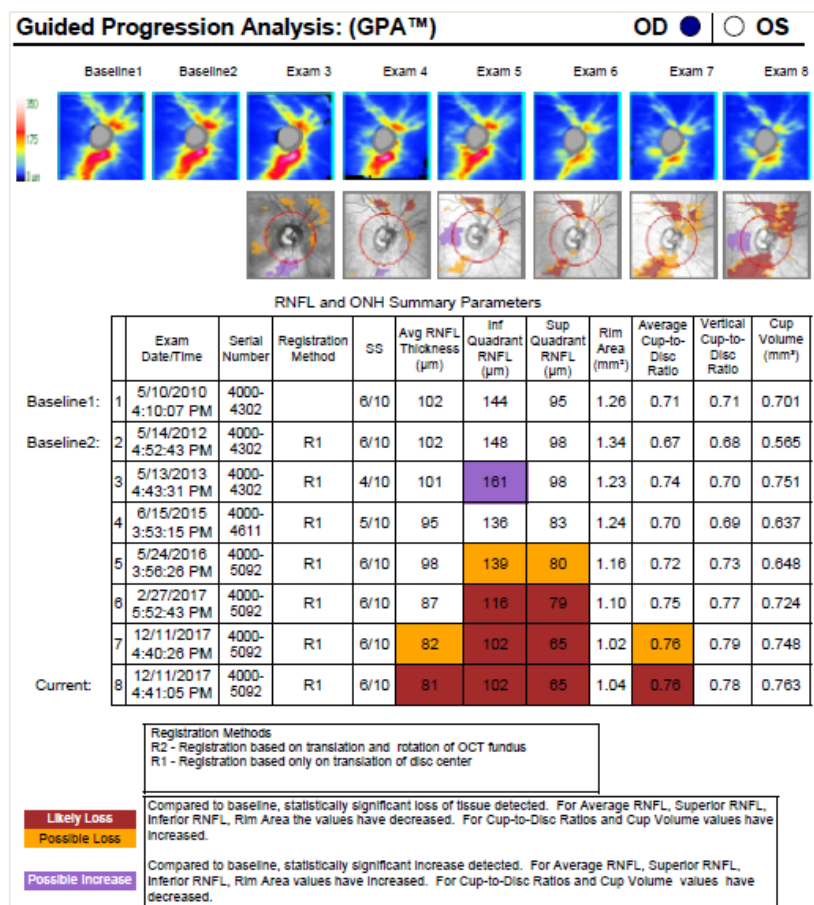 Guided Progression Analysis: (GPA™) OD OS
Baseline1 Baseline2 Exam 3 Exam 4 Exam 5 Exam 6 Exam 7 Exam 8
175
RNFL and ONH Summary Parameters
Exam Date/Time Serial Number Registration Method SS Avg RNFL Thickness (µm) Inf Quadrant RNFL (µm) Sup Quadrant RNFL (µm) Rim Area (mm²) Average Cup-to-Disc Ratio Vertical Cup-to-Disc Ratio Cup Volume (mm³)
Baseline1: 1 5/10/2010 4:10:07 PM 4000-4302 6/10 102 144 95 1.26 0.71 0.71 0.701
Baseline2: 2 5/14/2012 4:52:43 PM 4000-4302 R1 6/10 102 148 98 1.34 0.67 0.68 0.565
3 5/13/2013 4:43:31 PM 4000-4302 R1 4/10 101 161 98 1.23 0.74 0.70 0.751
4 6/15/2015 3:53:15 PM 4000-4611 R1 5/10 95 136 83 1.24 0.70 0.69 0.637
5 5/24/2016 3:56:26 PM 4000-5092 R1 6/10 98 139 80 1.16 0.72 0.73 0.648
6 2/27/2017 5:52:43 PM 4000-5092 R1 6/10 87 116 79 1.10 0.75 0.77 0.724
7 12/11/2017 4:40:26 PM 4000-5092 R1 6/10 82 102 65 1.02 0.76 0.79 0.748
Current: 8 12/11/2017 4:41:05 PM 4000-5092 R1 6/10 81 102 65 1.04 0.76 0.78 0.763
Registration Methods
R2 - Registration based on translation and rotation of OCT fundus
R1 - Registration based only on translation of disc center
Likely Loss
Possible Loss
Compared to baseline, statistically significant loss of tissue detected. For Average RNFL, Superior RNFL,
Inferior RNFL, Rim Area the values have decreased. For Cup-to-Disc Ratios and Cup Volume values have
increased.
Possible Increase
Compared to baseline, statistically significant increase detected. For Average RNFL, Superior RNFL,
Inferior RNFL, Rim Area values have increased. For Cup-to-Disc Ratios and Cup Volume values have
decreased.